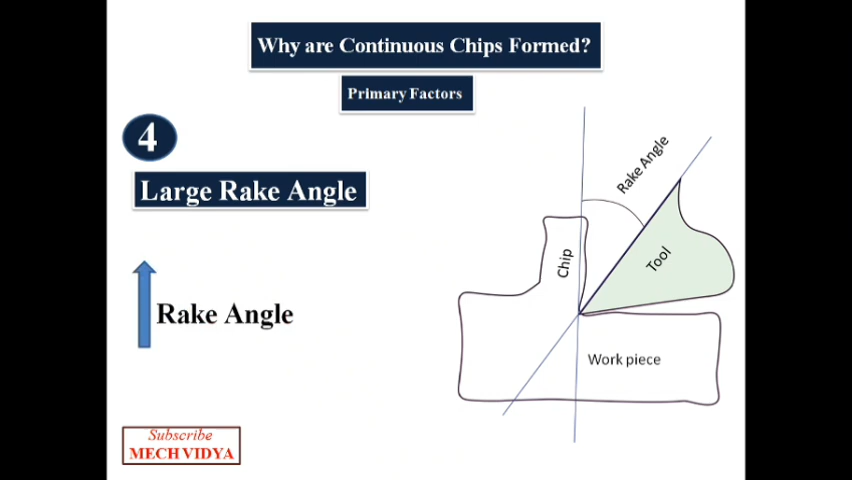 Why are Continuous Chips Formed?
Primary Factors
4
Large Rake Angle
Rake Angle
Rake Angle
Chip
Tool
Work piece
Subscribe
MECH VIDYA